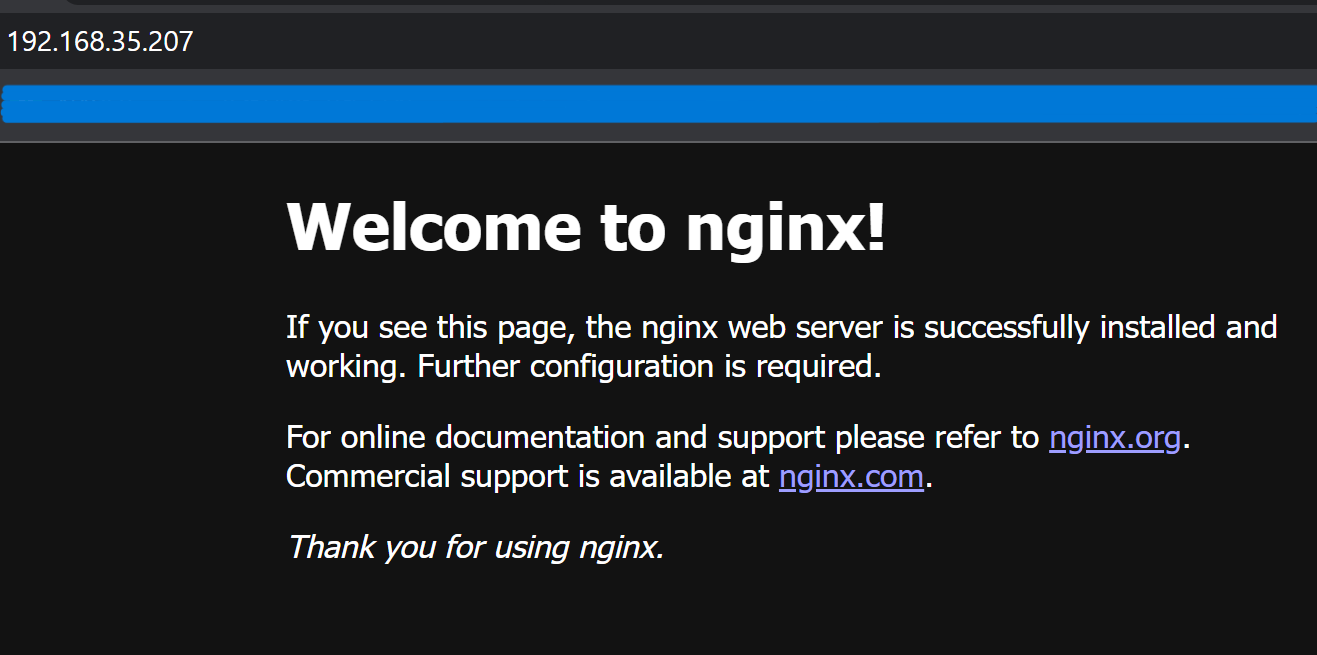 192.168.35.207
Welcome to nginx!
If you see this page, the nginx web server is successfully installed and
working. Further configuration is required.
For online documentation and support please refer to nginx.org.
Commercial support is available at nginx.com.
Thank you for using nginx.